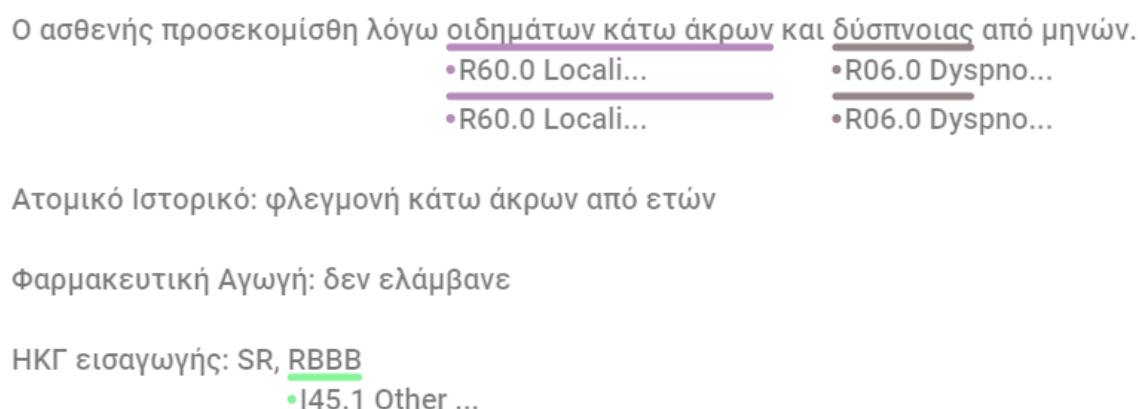 Ο ασθενής προσεκομίσθη λόγω οιδημάτων κάτω άκρων και δύσπνοιας από μηνών.
•R60.0 Locali... •R06.0 Dyspno...
•R60.0 Locali... •R06.0 Dyspno...
Ατομικό Ιστορικό: φλεγμονή κάτω άκρων από ετών
Φαρμακευτική Αγωγή: δεν ελάμβανε
ΗΚΓ εισαγωγής: SR, RBBB
•I45.1 Other ...